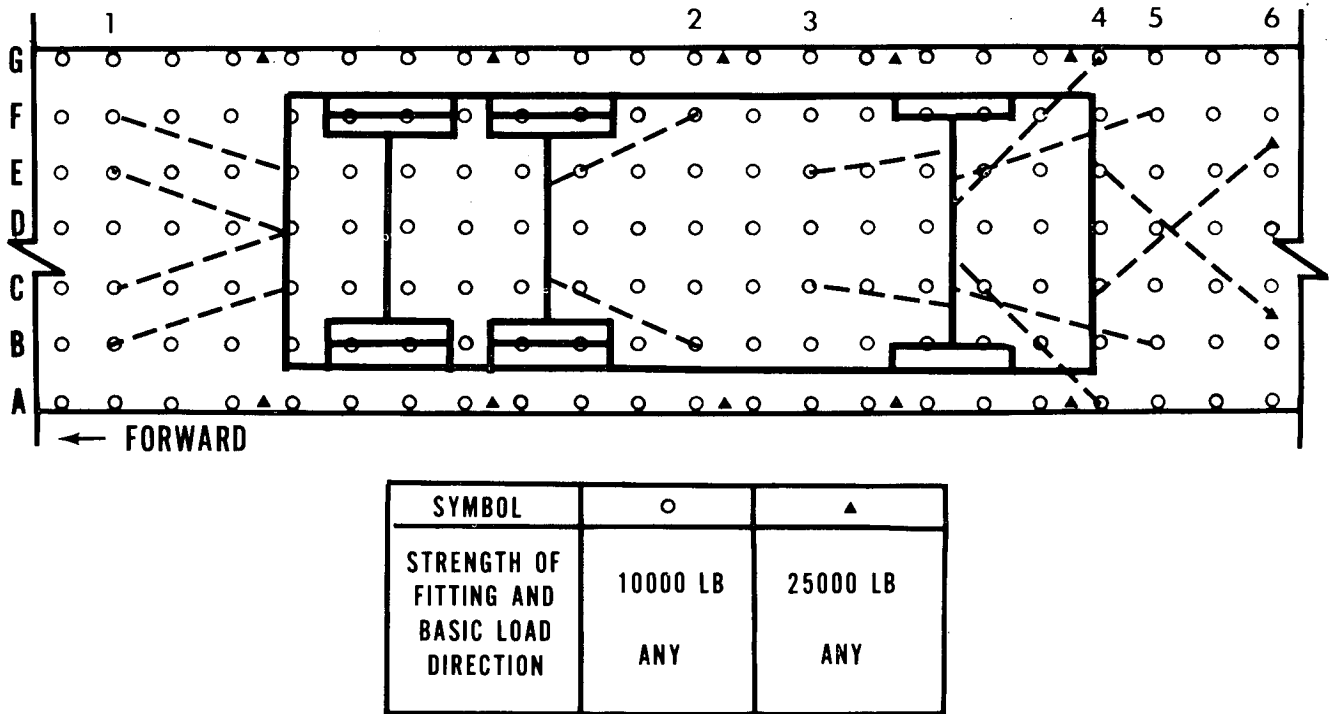 1 2 3 4 5 6
G
F
E
D
C
B
A
← FORWARD
SYMBOL ○ ▲
STRENGTH OF FITTING AND BASIC LOAD DIRECTION
10000 LB ANY
25000 LB ANY